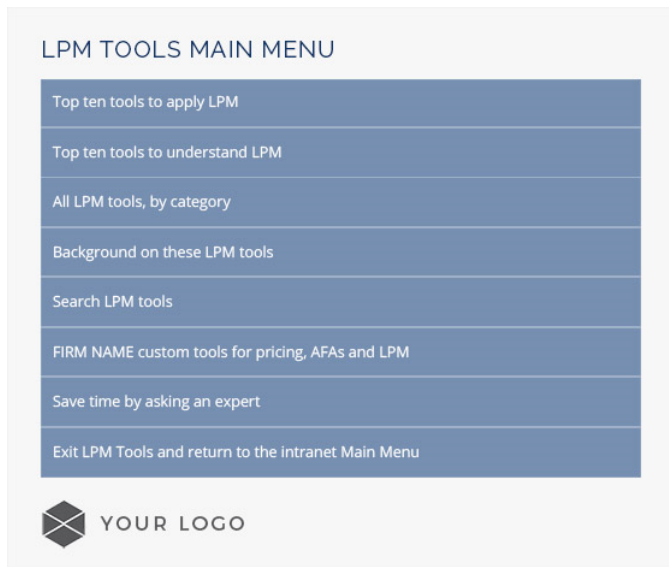 LPM TOOLS MAIN MENU
Top ten tools to apply LPM
Top ten tools to understand LPM
All LPM tools, by category
Background on these LPM tools
Search LPM tools
FIRM NAME custom tools for pricing, AFAs and LPM
Save time by asking an expert
Exit LPM Tools and return to the intranet Main Menu
YOUR LOGO